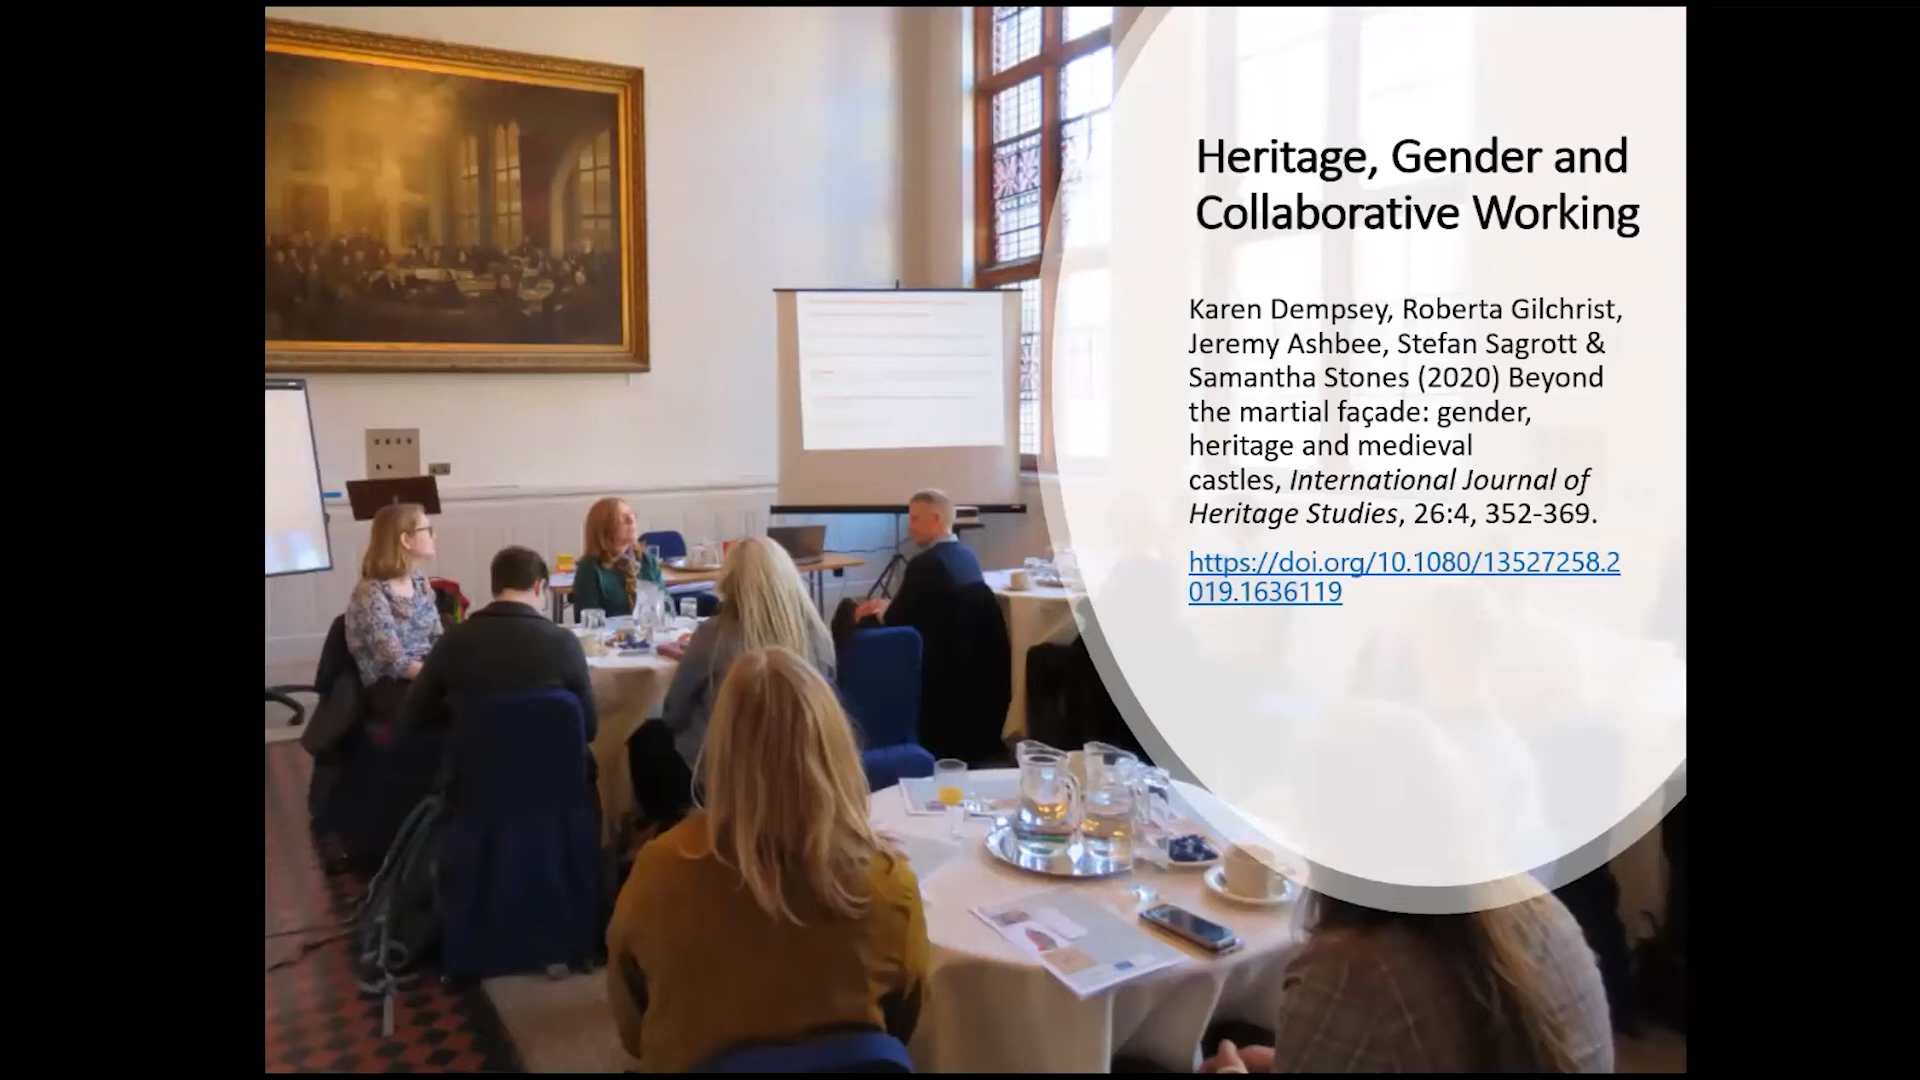 Heritage, Gender and
Collaborative Working
Karen Dempsey, Roberta Gilchrist,
Jeremy Ashbee, Stefan Sagrott &
Samantha Stones (2020) Beyond
the martial façade: gender,
heritage and medieval
castles, International Journal of
Heritage Studies, 26:4, 352-369.
https://doi.org/10.1080/13527258.2
019.1636119